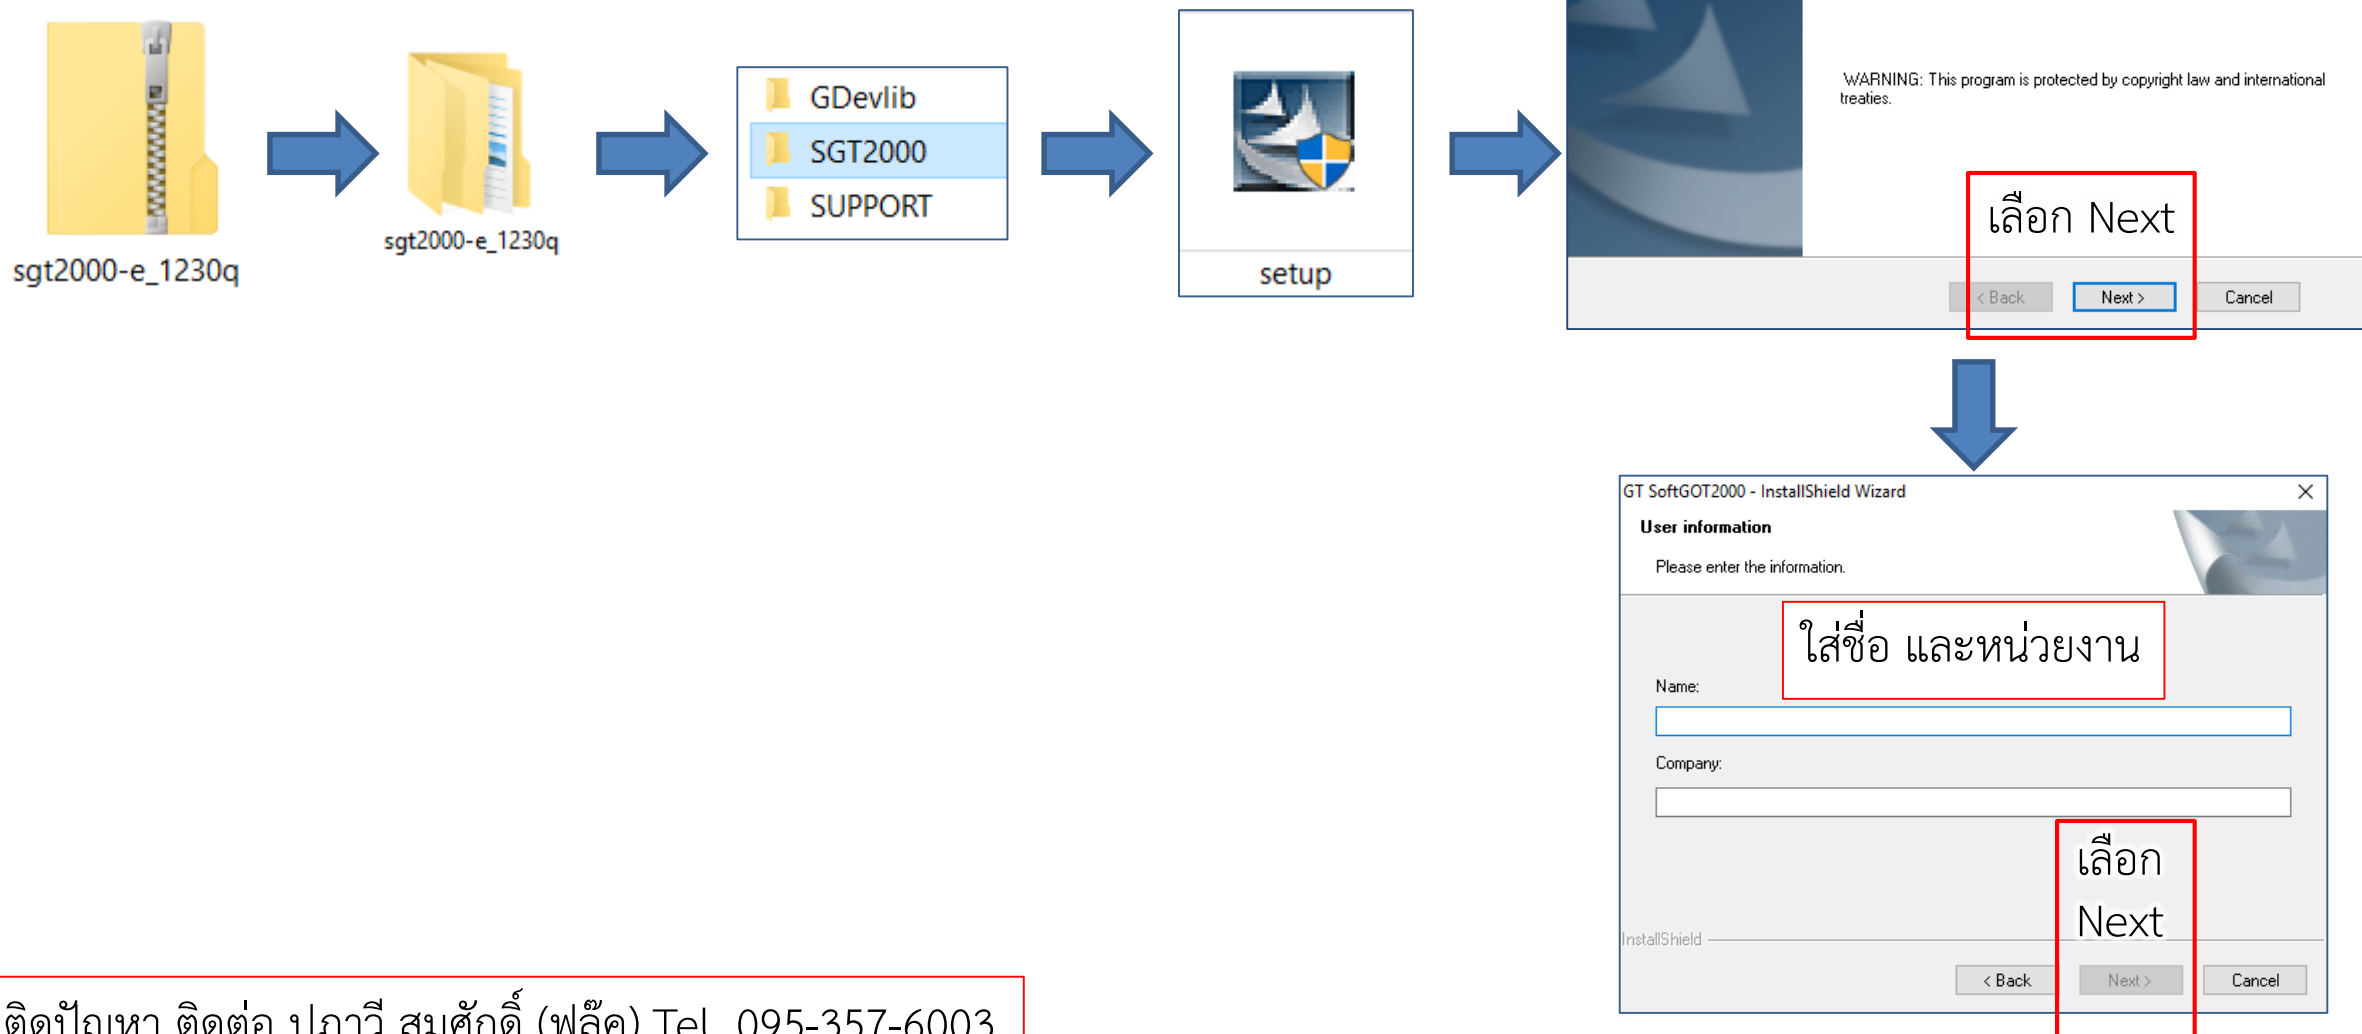 sgt2000-e_1230q
sgt2000-e_1230q
GDevlib
SGT2000
SUPPORT
setup
WARNING: This program is protected by copyright law and international
treaties.
เลือก Next
< Back
Next >
Cancel
GT SoftGOT2000 - InstallShield Wizard
User information
Please enter the information.
ใส่ชื่อ และหน่วยงาน
Name:
Company:
เลือก
Next
InstallShield
< Back
Next >
Cancel
ติดปัญหา ติดต่อ ปภาวี สมศักดิ์ (ฟล๊ค) Tel. 095-357-6003